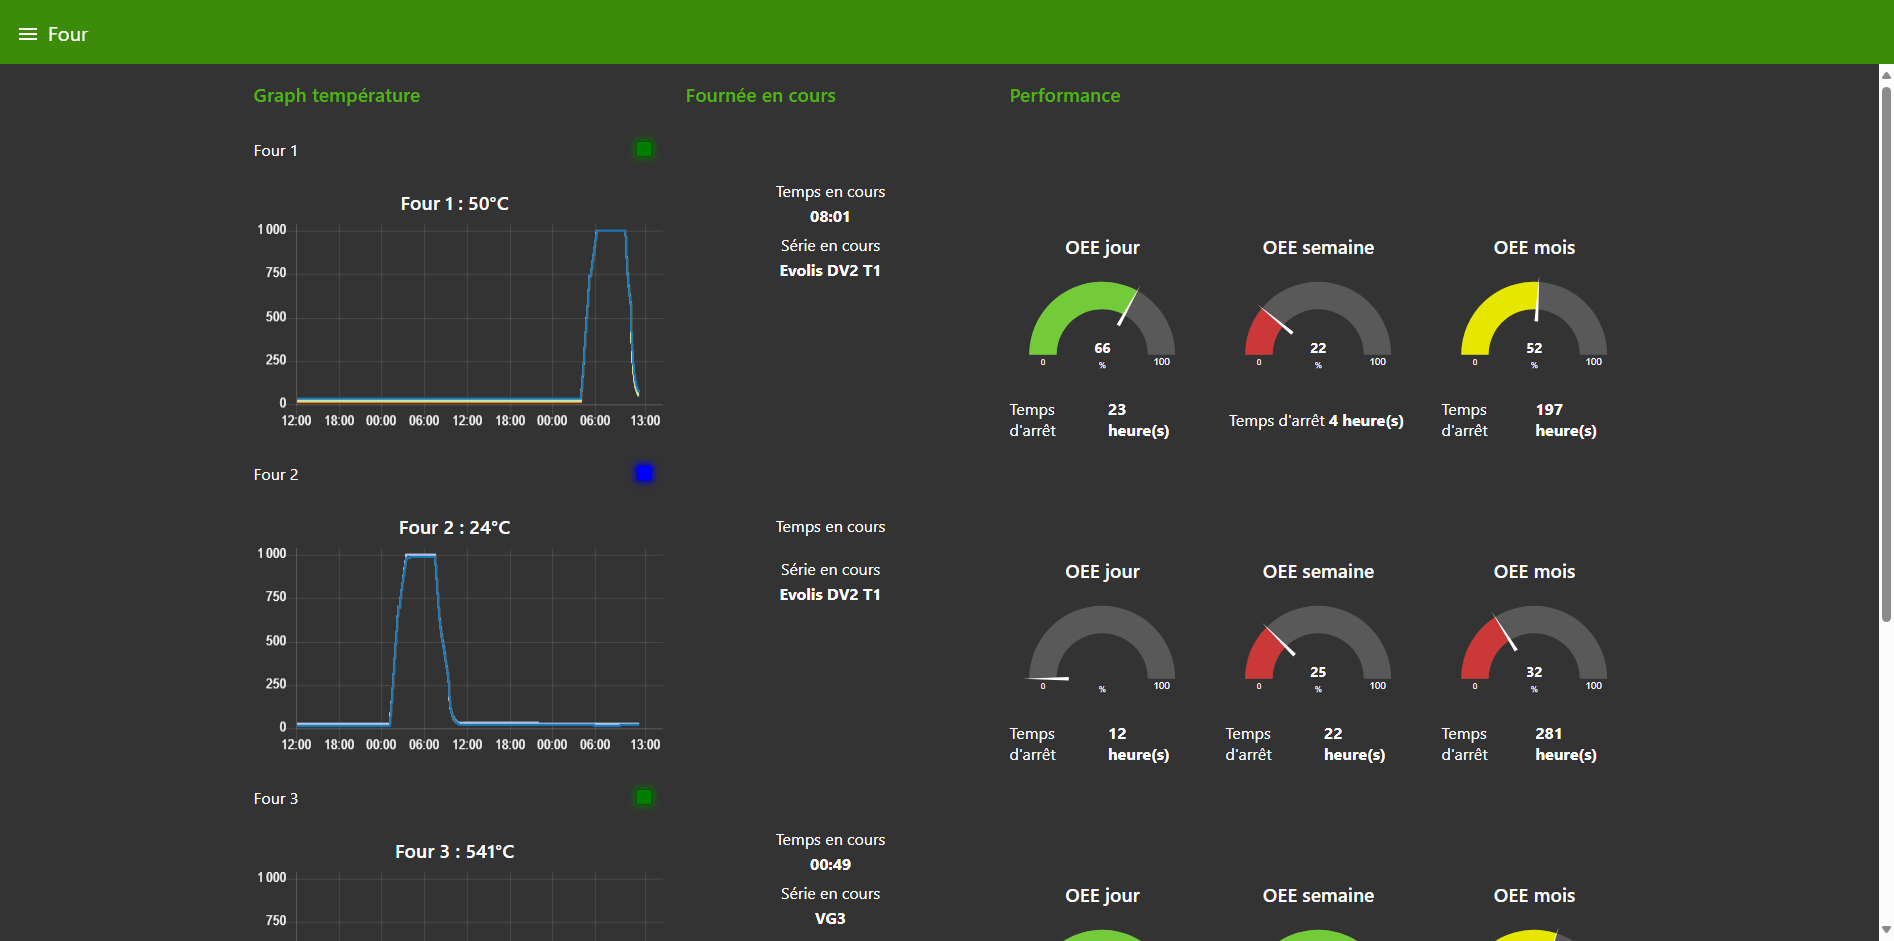 Four
Graph température
Fournée en cours
Performance
Four 1
Four 1 : 50°C
1 000
750
500
250
0
12:00 18:00 00:00 06:00 12:00 18:00 00:00 06:00 13:00
Temps en cours
08:01
Série en cours
Evolis DV2 T1
OEE jour
66
%
0
100
Temps d'arrêt
23 heure(s)
OEE semaine
22
%
0
100
Temps d'arrêt 4 heure(s)
OEE mois
52
%
0
100
Temps d'arrêt
197 heure(s)
Four 2
Four 2 : 24°C
1 000
750
500
250
0
12:00 18:00 00:00 06:00 12:00 18:00 00:00 06:00 13:00
Temps en cours
Série en cours
Evolis DV2 T1
OEE jour
%
0
100
Temps d'arrêt
12 heure(s)
OEE semaine
25
%
0
100
Temps d'arrêt
22 heure(s)
OEE mois
32
%
0
100
Temps d'arrêt
281 heure(s)
Four 3
Four 3 : 541°C
1 000
750
Temps en cours
00:49
Série en cours
VG3
OEE jour
OEE semaine
OEE mois